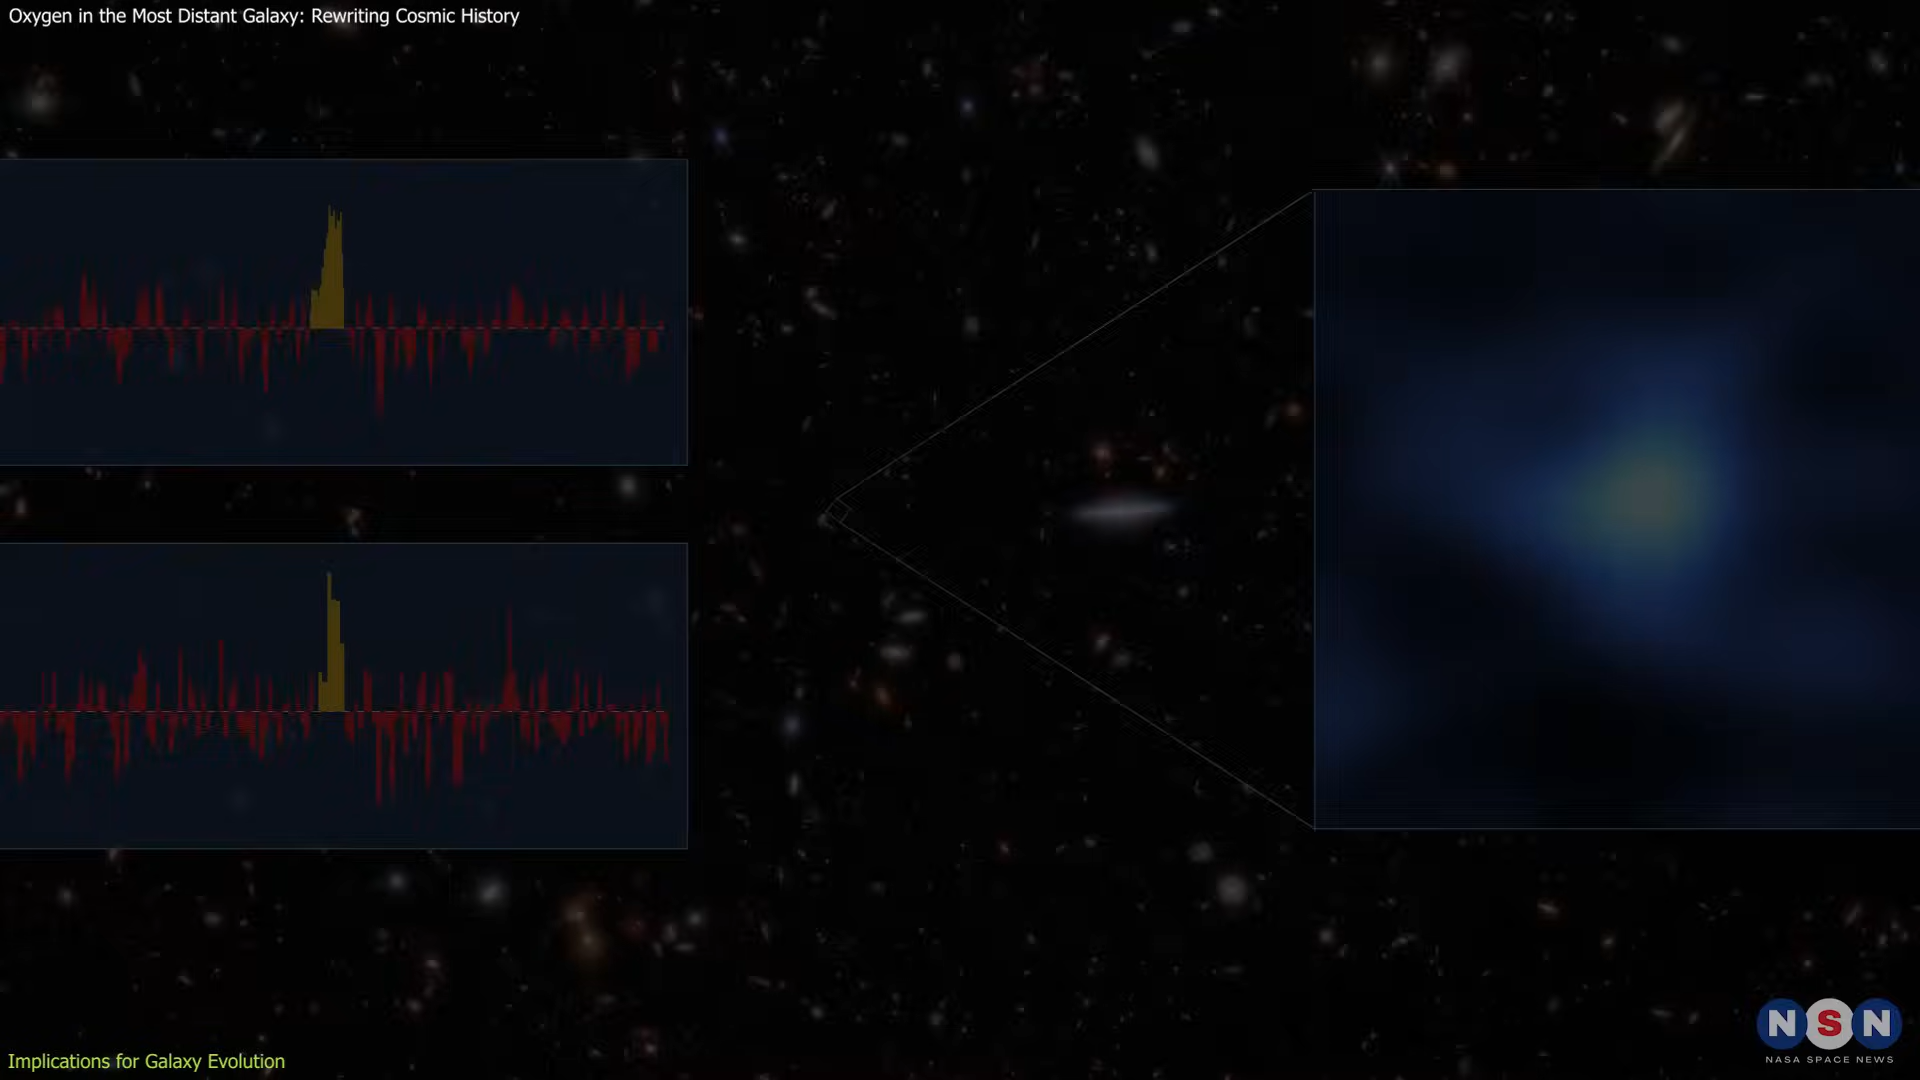 Oxygen in the Most Distant Galaxy: Rewriting Cosmic History
Implications for Galaxy Evolution
NSN
NASA SPACE NEWS